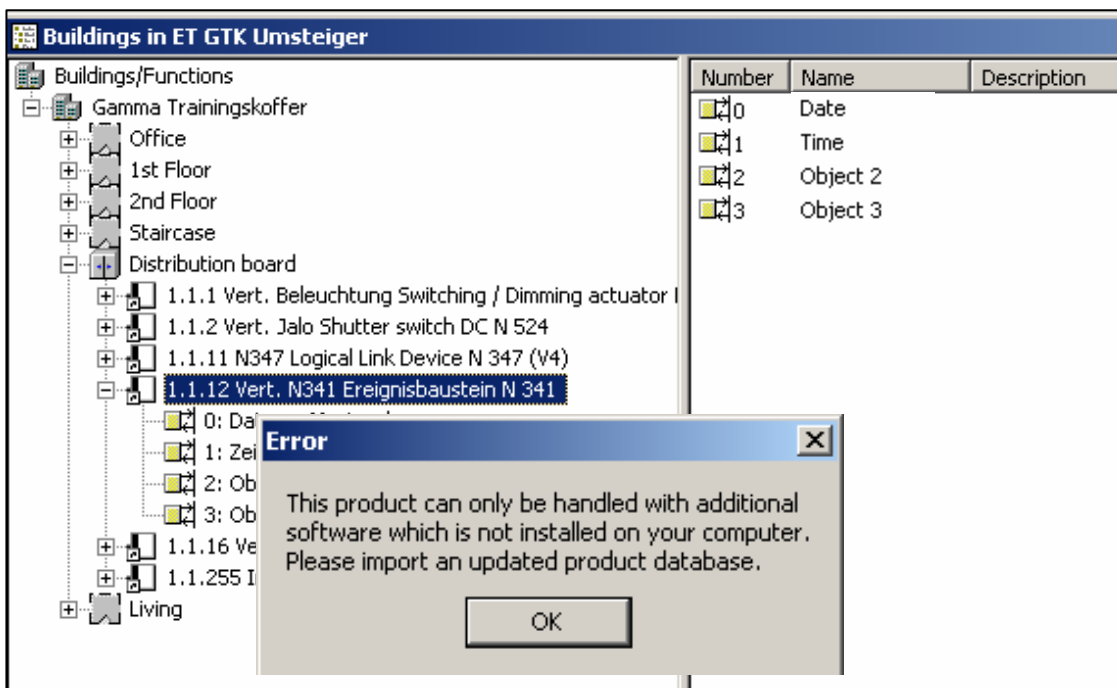 Buildings in ET GTK Umsteiger
Buildings/Functions
Gamma Trainingskoffer
Office
1st Floor
2nd Floor
Staircase
Distribution board
1.1.1 Vert. Beleuchtung Switching / Dimming actuator
1.1.2 Vert. Jalo Shutter switch DC N 524
1.1.11 N347 Logical Link Device N 347 (V4)
1.1.12 Vert. N341 Ereignisbaustein N 341
0: Da
1: Zei
2: Ob
3: Ob
1.1.16 Ve
1.1.255 I
Living
Number Name Description
0 Date
1 Time
2 Object 2
3 Object 3
Error
This product can only be handled with additional
software which is not installed on your computer.
Please import an updated product database.
OK